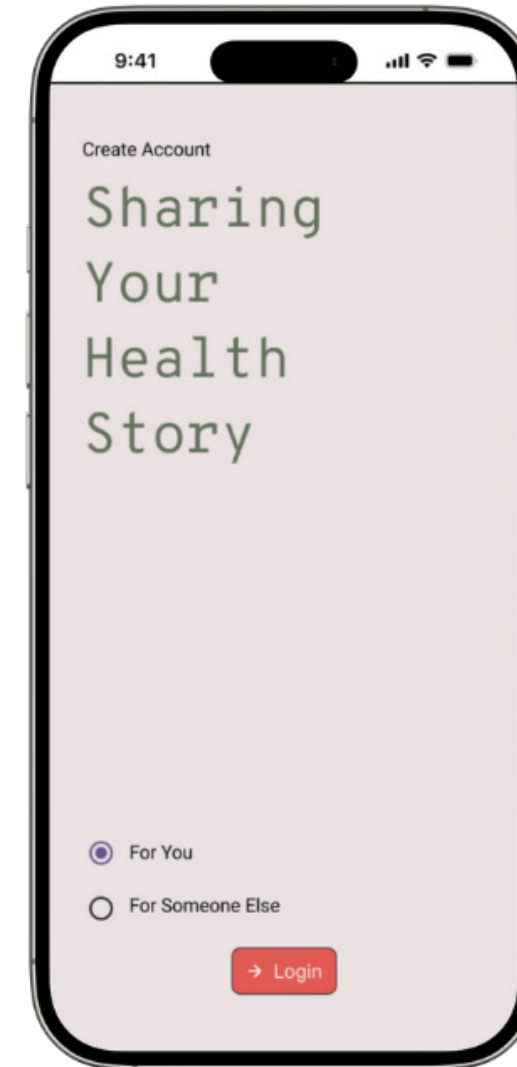 9:41
Create Account
Sharing
Your
Health
Story
For You
For Someone Else
→ Login